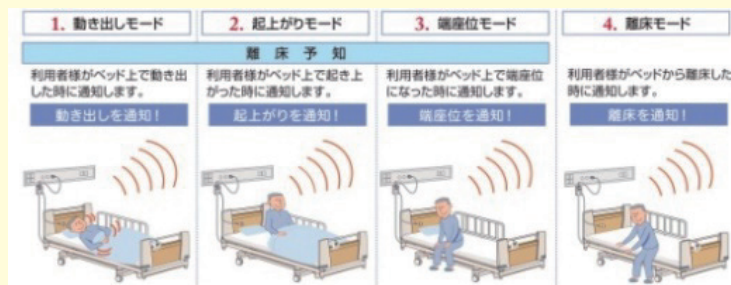 1. 動き出しモード
2. 起上がりモード
3. 端座位モード
4. 離床モード
離床予知
利用者様がベッド上で動き出
した時に通知します。
動き出しを通知！
利用者様がベッド上で起き上
がった時に通知します。
起上がりを通知！
利用者様がベッド上で端座位
になった時に通知します。
端座位を通知！
利用者様がベッドから離床した
時に通知します。
離床を通知！